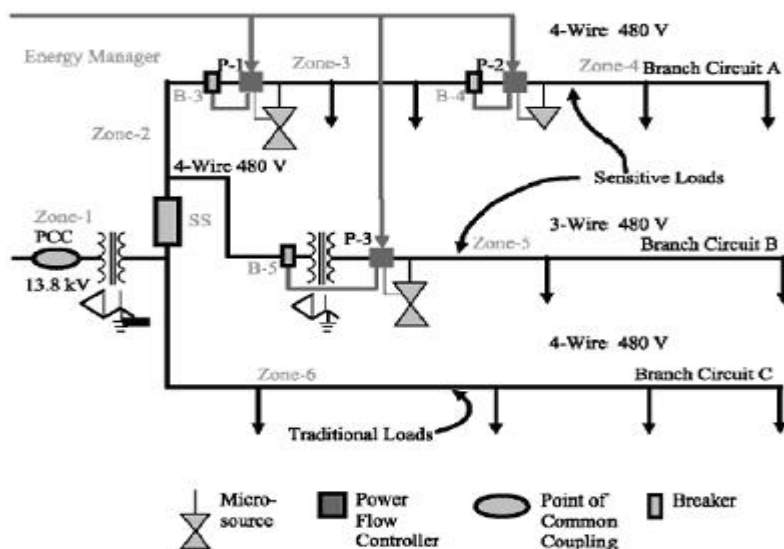 4-Wire 480 V
Energy Manager
P-1
Zone-3
P-2
Zone-4
Branch Circuit A
B-3
B-4
Zone-2
4-Wire 480 V
Sensitive Loads
Zone-1
PCC
SS
3-Wire 480 V
P-3
Zone-5
Branch Circuit B
B-5
13.8 kV
4-Wire 480 V
Zone-6
Branch Circuit C
Traditional Loads
Micro-
source
Power
Flow
Controller
Point of
Common
Coupling
Breaker